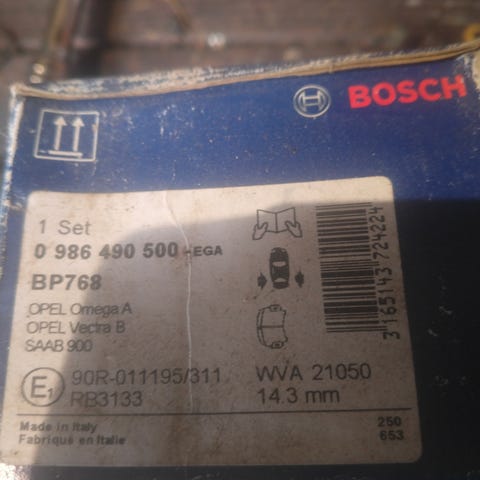 BOSCH
1 Set
0 986 490 500 -EGA
BP768
OPEL Omega A
OPEL Vectra B
SAAB 900
E1
90R-011195/311
WVA 21050
RB3133
14.3 mm
Made in Italy
Fabriqué en Italie
250
653
3 165143 724224